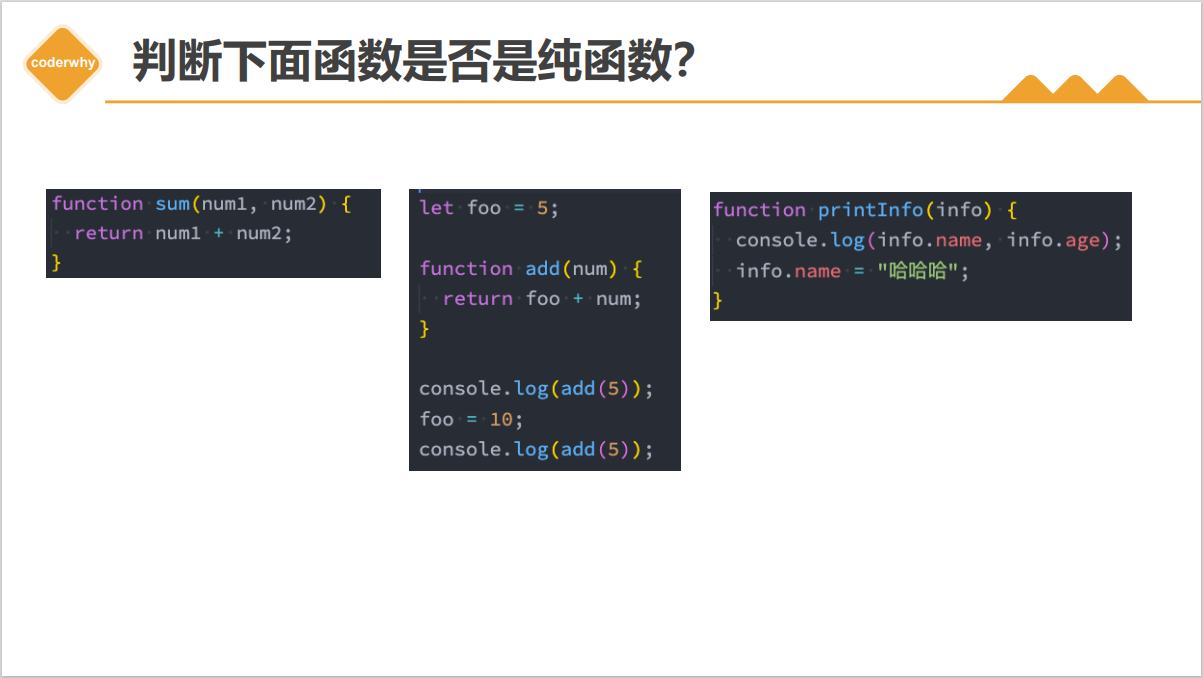 coderwhy
判断下面函数是否是纯函数？
function sum(num1, num2) {
  return num1 + num2;
}
let foo = 5;

function add(num) {
  return foo + num;
}

console.log(add(5));
foo = 10;
console.log(add(5));
function printInfo(info) {
  console.log(info.name, info.age);
  info.name = "哈哈哈";
}